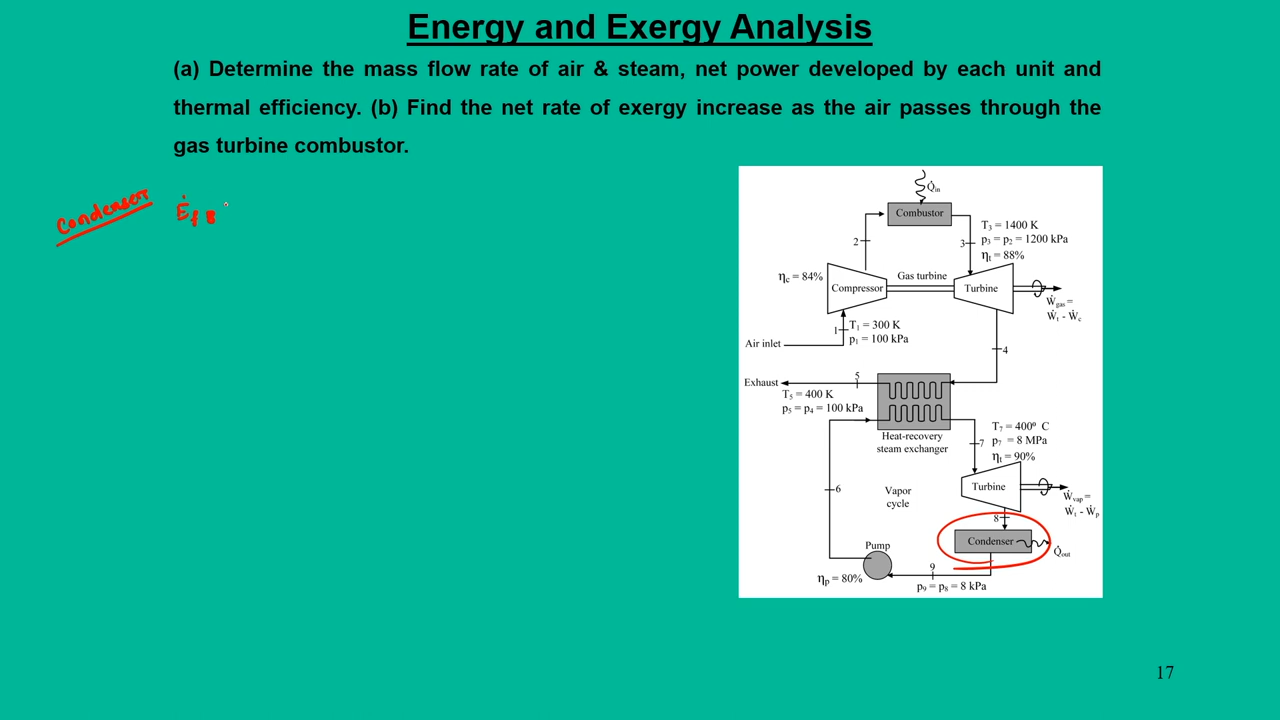 Energy and Exergy Analysis
(a) Determine the mass flow rate of air & steam, net power developed by each unit and
thermal efficiency. (b) Find the net rate of exergy increase as the air passes through the
gas turbine combustor.
Condenser
Ė_f 8
Q̇in
Combustor
T3 = 1400 K
p3 = p2 = 1200 kPa
ηt = 88%
2
3
ηc = 84%
Gas turbine
Compressor
Turbine
Ẇgas =
Ẇt - Ẇc
1
T1 = 300 K
p1 = 100 kPa
Air inlet
4
5
Exhaust
T5 = 400 K
p5 = p4 = 100 kPa
Heat-recovery
steam exchanger
T7 = 400º C
7
p7 = 8 MPa
ηt = 90%
6
Vapor
cycle
Turbine
Ẇvap =
Ẇt - Ẇp
8
Condenser
Q̇out
Pump
9
ηp = 80%
p9 = p8 = 8 kPa
17